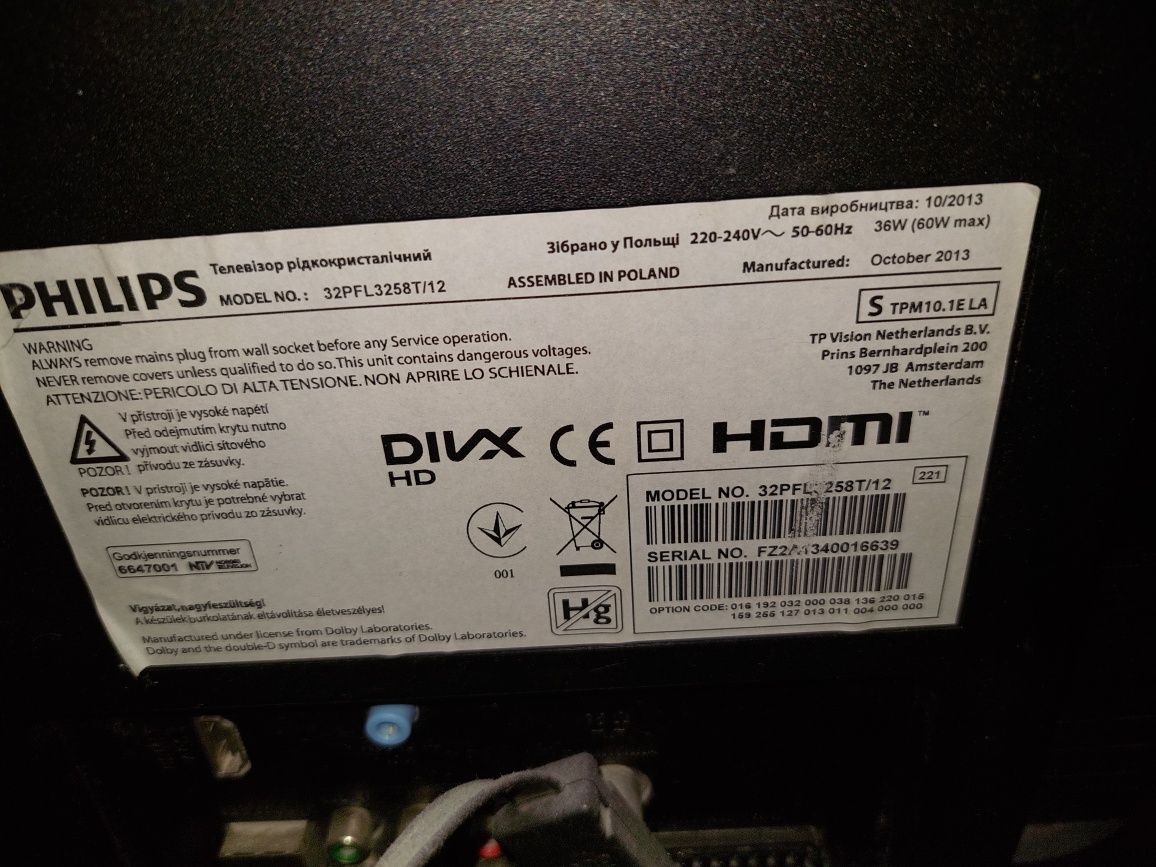 Дата виробництва: 10/2013
Зібрано у Польщі 220-240V~ 50-60Hz 36W (60W max)
PHILIPS Телевізор рідкокристалічний
MODEL NO.: 32PFL3258T/12 ASSEMBLED IN POLAND Manufactured: October 2013
S TPM10.1E LA
WARNING
ALWAYS remove mains plug from wall socket before any Service operation.
NEVER remove covers unless qualified to do so. This unit contains dangerous voltages.
ATTENZIONE: PERICOLO DI ALTA TENSIONE. NON APRIRE LO SCHIENALE.
TP Vision Netherlands B.V.
Prins Bernhardplein 200
1097 JB Amsterdam
The Netherlands
V přístroji je vysoké napětí
Před odejmutím krytu nutno
vyjmout vidlici síťového
POZOR! přívodu ze zásuvky.
POZOR! V prístroji je vysoké napätie.
Pred otvorením krytu je potrebné vybrat
vidlicu elektrického prívodu zo zásuvky.
DIVX
HD
CE
HDMI™
221
MODEL NO. 32PFL3258T/12
SERIAL NO. FZ2A1340016639
OPTION CODE: 016 192 032 000 038 136 220 015
159 255 127 013 011 004 000 000
001
Hg
Godkjenningsnummer
6647001 NTV NORGES TELEVISJON
Vigyázat, nagyfeszültség!
A készülék burkolatának eltávolítása életveszélyes!
Manufactured under license from Dolby Laboratories.
Dolby and the double-D symbol are trademarks of Dolby Laboratories.